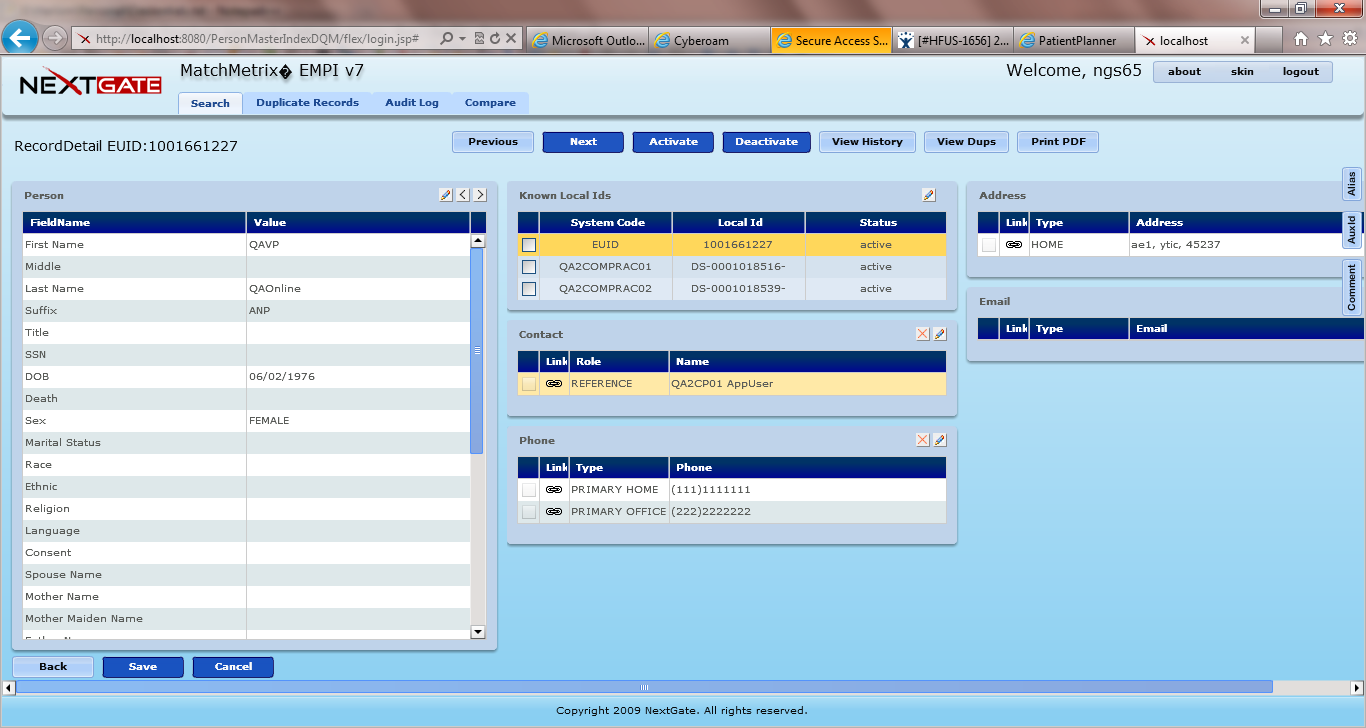 http://localhost:8080/PersonMasterIndexDQM/flex/login.jsp#
Microsoft Outlo...
Cyberoam
Secure Access S...
[#HFUS-1656] 2...
PatientPlanner
localhost
NEXTGATE
MatchMetrix� EMPI v7
Welcome, ngs65
about skin logout
Search Duplicate Records Audit Log Compare
RecordDetail EUID:1001661227
Previous Next Activate Deactivate View History View Dups Print PDF
Person
FieldName Value
First Name QAVP
Middle
Last Name QAOnline
Suffix ANP
Title
SSN
DOB 06/02/1976
Death
Sex FEMALE
Marital Status
Race
Ethnic
Religion
Language
Consent
Spouse Name
Mother Name
Mother Maiden Name
Known Local Ids
System Code Local Id Status
EUID 1001661227 active
QA2COMPRAC01 DS-0001018516- active
QA2COMPRAC02 DS-0001018539- active
Contact
Link Role Name
REFERENCE QA2CP01 AppUser
Phone
Link Type Phone
PRIMARY HOME (111)1111111
PRIMARY OFFICE (222)2222222
Address
Link Type Address
HOME ae1, ytic, 45237
Email
Link Type Email
Alias
AuxId
Comment
Back Save Cancel
Copyright 2009 NextGate. All rights reserved.